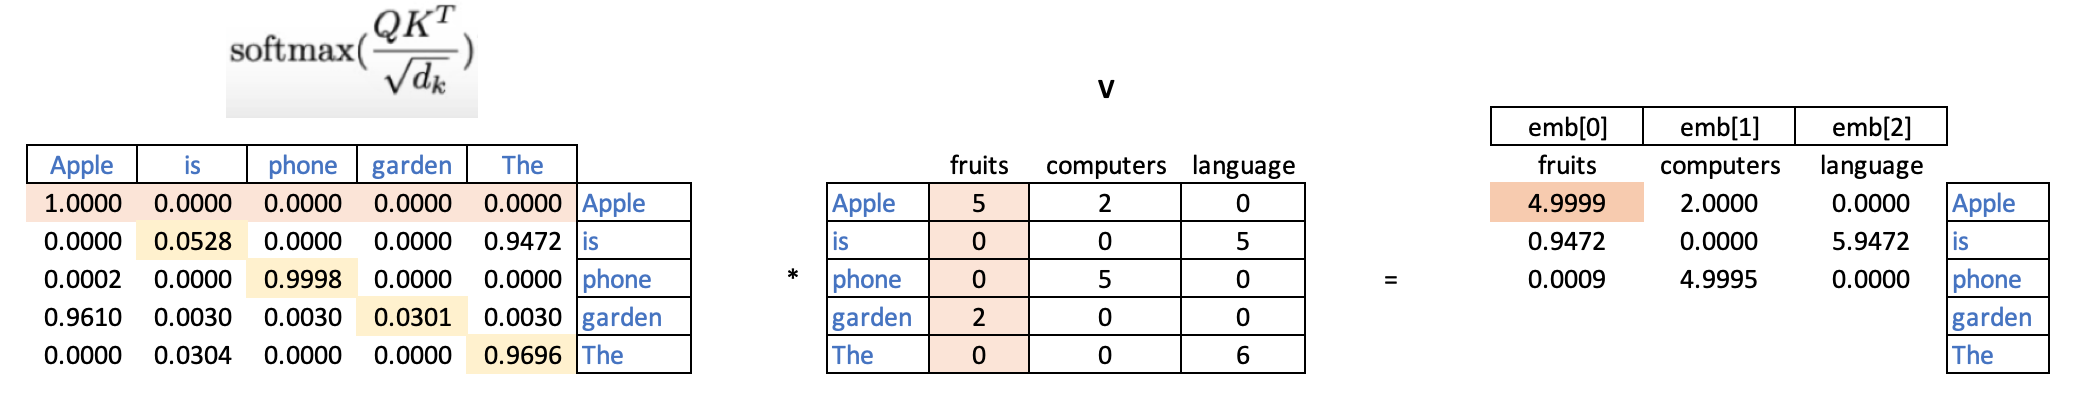 softmax(QK^T/√d_k)
V
emb[0] emb[1] emb[2]
Apple is phone garden The
fruits computers language
fruits computers language
1.0000 0.0000 0.0000 0.0000 0.0000 Apple
Apple 5 2 0
4.9999 2.0000 0.0000 Apple
0.0000 0.0528 0.0000 0.0000 0.9472 is
is 0 0 5
0.9472 0.0000 5.9472 is
0.0002 0.0000 0.9998 0.0000 0.0000 phone
*
phone 0 5 0
=
0.0009 4.9995 0.0000 phone
0.9610 0.0030 0.0030 0.0301 0.0030 garden
garden 2 0 0
garden
0.0000 0.0304 0.0000 0.0000 0.9696 The
The 0 0 6
The